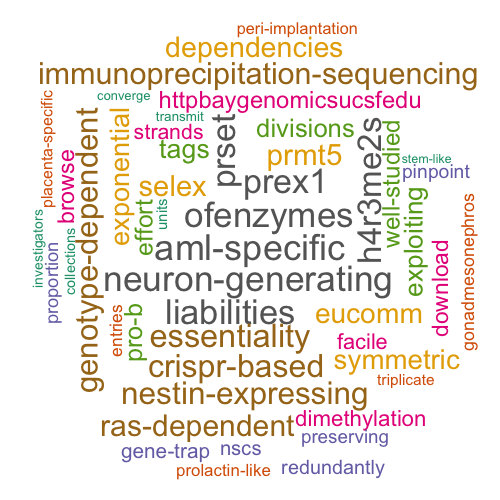 peri-implantation
dependencies
immunoprecipitation-sequencing
converge
httpbaygenomicsucsfedu
placenta-specific
transmit
browse
genotype-dependent
exponential
strands
divisions
tags
prset
prmt5
h4r3me2s
well-studied
stem-like
pinpoint
selex
prex1
effort
units
ofenzymes
exploiting
gonadmesonephros
investigators
collections
proportion
aml-specific
download
neuron-generating
entries
pro-b
liabilities
eucomm
essentiality
facile
crispr-based
symmetric
triplicate
nestin-expressing
ras-dependent
dimethylation
preserving
gene-trap
nscs
prolactin-like
redundantly